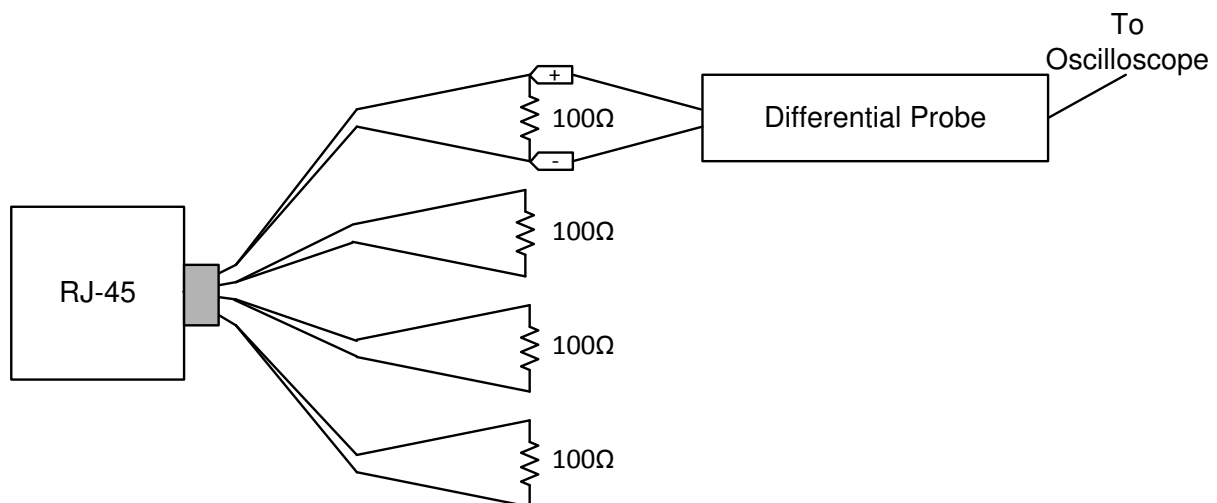 To
Oscilloscope
+
100Ω
Differential Probe
-
100Ω
RJ-45
100Ω
100Ω